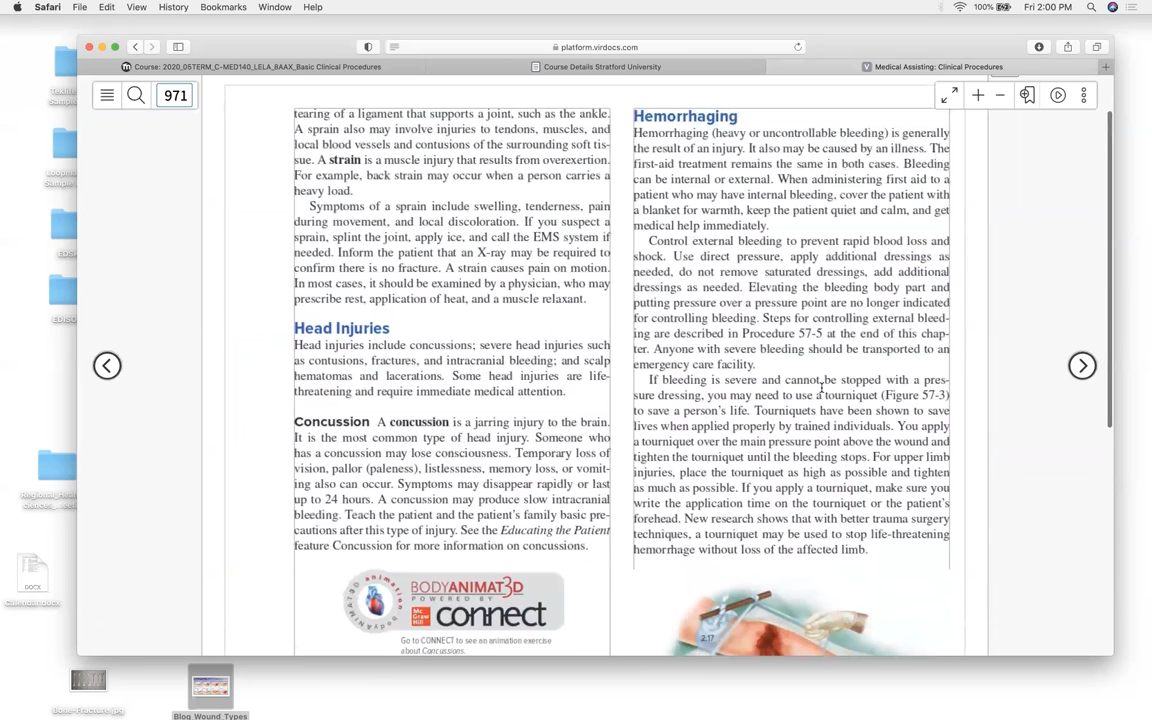 Safari File Edit View History Bookmarks Window Help
100% Fri 2:00 PM
platform.virdocs.com
Course: 2020_05TERM_C-MED140_LELA_BAAX_Basic Clinical Procedures
Course Details Stratford University
Medical Assisting: Clinical Procedures
971
tearing of a ligament that supports a joint, such as the ankle.
A sprain also may involve injuries to tendons, muscles, and
local blood vessels and contusions of the surrounding soft tis-
sue. A strain is a muscle injury that results from overexertion.
For example, back strain may occur when a person carries a
heavy load.
Symptoms of a sprain include swelling, tenderness, pain
during movement, and local discoloration. If you suspect a
sprain, splint the joint, apply ice, and call the EMS system if
needed. Inform the patient that an X-ray may be required to
confirm there is no fracture. A strain causes pain on motion.
In most cases, it should be examined by a physician, who may
prescribe rest, application of heat, and a muscle relaxant.
Head Injuries
Head injuries include concussions; severe head injuries such
as contusions, fractures, and intracranial bleeding; and scalp
hematomas and lacerations. Some head injuries are life-
threatening and require immediate medical attention.
Concussion A concussion is a jarring injury to the brain.
It is the most common type of head injury. Someone who
has a concussion may lose consciousness. Temporary loss of
vision, pallor (paleness), listlessness, memory loss, or vomit-
ing also can occur. Symptoms may disappear rapidly or last
up to 24 hours. A concussion may produce slow intracranial
bleeding. Teach the patient and the patient's family basic pre-
cautions after this type of injury. See the Educating the Patient
feature Concussion for more information on concussions.
BODYANIMAT3D
POWERED BY
Mc Graw Hill connect
Go to CONNECT to see an animation exercise
about Concussions.
Hemorrhaging
Hemorrhaging (heavy or uncontrollable bleeding) is generally
the result of an injury. It also may be caused by an illness. The
first-aid treatment remains the same in both cases. Bleeding
can be internal or external. When administering first aid to a
patient who may have internal bleeding, cover the patient with
a blanket for warmth, keep the patient quiet and calm, and get
medical help immediately.
Control external bleeding to prevent rapid blood loss and
shock. Use direct pressure, apply additional dressings as
needed, do not remove saturated dressings, add additional
dressings as needed. Elevating the bleeding body part and
putting pressure over a pressure point are no longer indicated
for controlling bleeding. Steps for controlling external bleed-
ing are described in Procedure 57-5 at the end of this chap-
ter. Anyone with severe bleeding should be transported to an
emergency care facility.
If bleeding is severe and cannot be stopped with a pres-
sure dressing, you may need to use a tourniquet (Figure 57-3)
to save a person's life. Tourniquets have been shown to save
lives when applied properly by trained individuals. You apply
a tourniquet over the main pressure point above the wound and
tighten the tourniquet until the bleeding stops. For upper limb
injuries, place the tourniquet as high as possible and tighten
as much as possible. If you apply a tourniquet, make sure you
write the application time on the tourniquet or the patient's
forehead. New research shows that with better trauma surgery
techniques, a tourniquet may be used to stop life-threatening
hemorrhage without loss of the affected limb.
2:17
DOCX
Calendar.docx
Bone-Fracture.jpg
Blog_Wound_Types